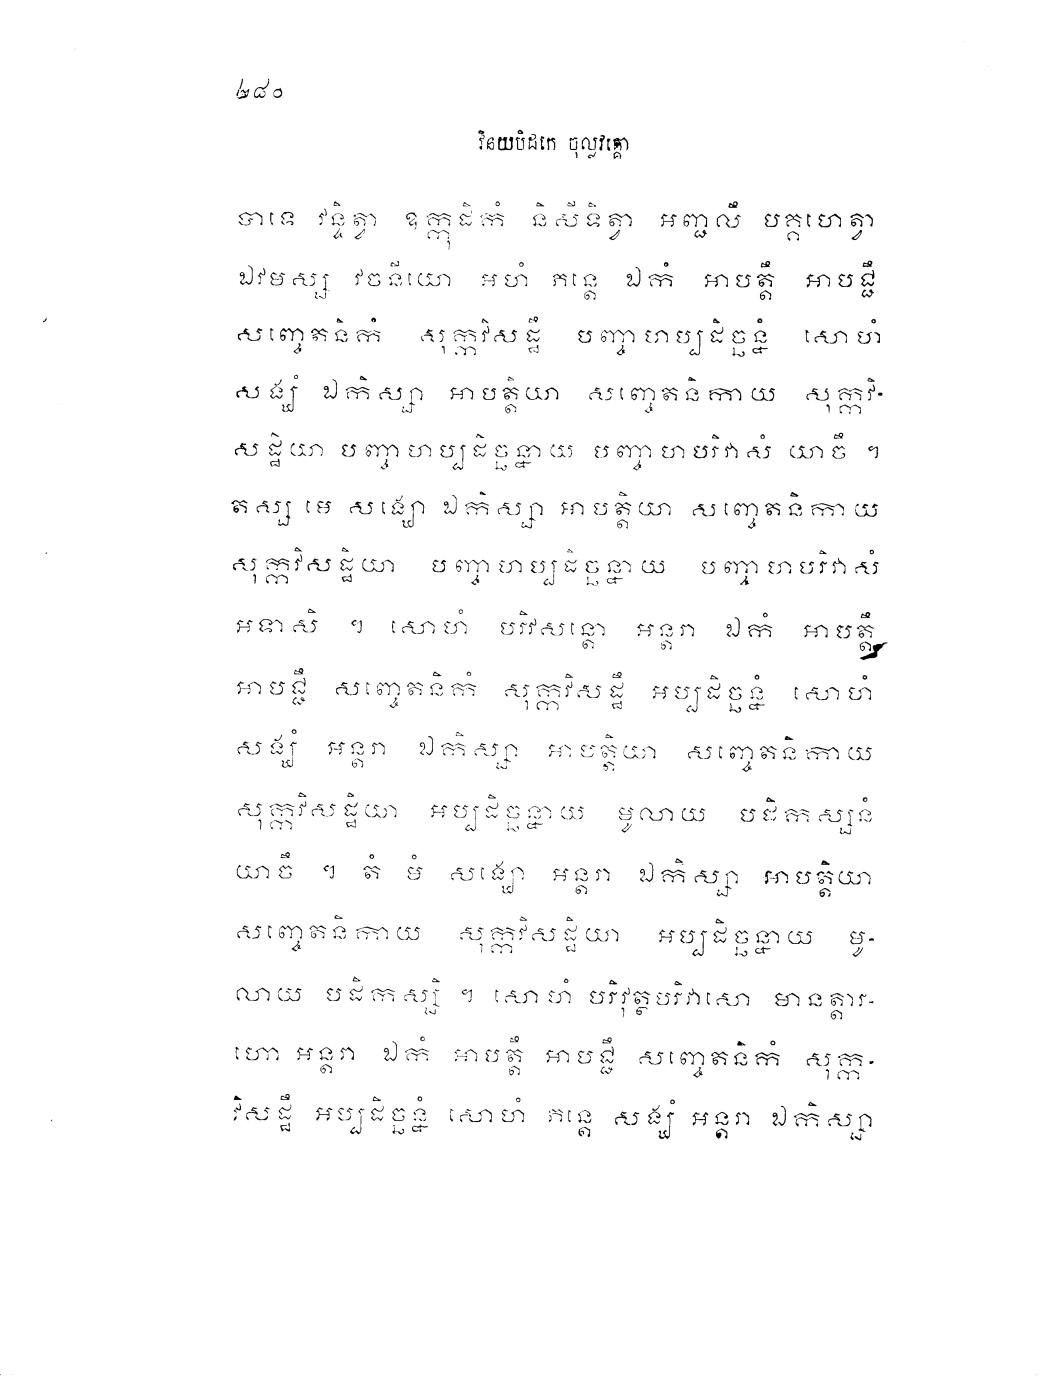 ២៨០
វិនយបិដកេ ចុល្លវគ្គោ
បាទេ វន្ទិត្វា ឧក្កុដិកំ និសីទិត្វា អញ្ជលឹ បគ្គហេត្វា
ឯវមស្ស វចនីយោ អហំ ភន្តេ ឯកំ អាបត្តឹ អាបជ្ជឹ
សញ្ចេតនិកំ សុក្កវិសដ្ឋឹ បញ្ចាហប្បដិច្ឆន្នំ សោហំ
សង្ឃំ ឯកិស្សា អាបត្តិយា សញ្ចេតនិកាយ សុក្កវិ-
សដ្ឋិយា បញ្ចាហប្បដិច្ឆន្នាយ បញ្ចាហបរិវាសំ យាចឹ ។
តស្ស មេ សង្ឃោ ឯកិស្សា អាបត្តិយា សញ្ចេតនិកាយ
សុក្កវិសដ្ឋិយា បញ្ចាហប្បដិច្ឆន្នាយ បញ្ចាហបរិវាសំ
អទាសិ ។ សោហំ បរិវសន្តោ អន្តរា ឯកំ អាបត្តឹ
អាបជ្ជឹ សញ្ចេតនិកំ សុក្កវិសដ្ឋឹ អប្បដិច្ឆន្នំ សោហំ
សង្ឃំ អន្តរា ឯកិស្សា អាបត្តិយា សញ្ចេតនិកាយ
សុក្កវិសដ្ឋិយា អប្បដិច្ឆន្នាយ មូលាយ បដិកស្សនំ
យាចឹ ។ តំ មំ សង្ឃោ អន្តរា ឯកិស្សា អាបត្តិយា
សញ្ចេតនិកាយ សុក្កវិសដ្ឋិយា អប្បដិច្ឆន្នាយ មូ-
លាយ បដិកស្សិ ។ សោហំ បរិវុត្ថបរិវាសោ មានត្តារ-
ហោ អន្តរា ឯកំ អាបត្តឹ អាបជ្ជឹ សញ្ចេតនិកំ សុក្ក-
វិសដ្ឋឹ អប្បដិច្ឆន្នំ សោហំ ភន្តេ សង្ឃំ អន្តរា ឯកិស្សា